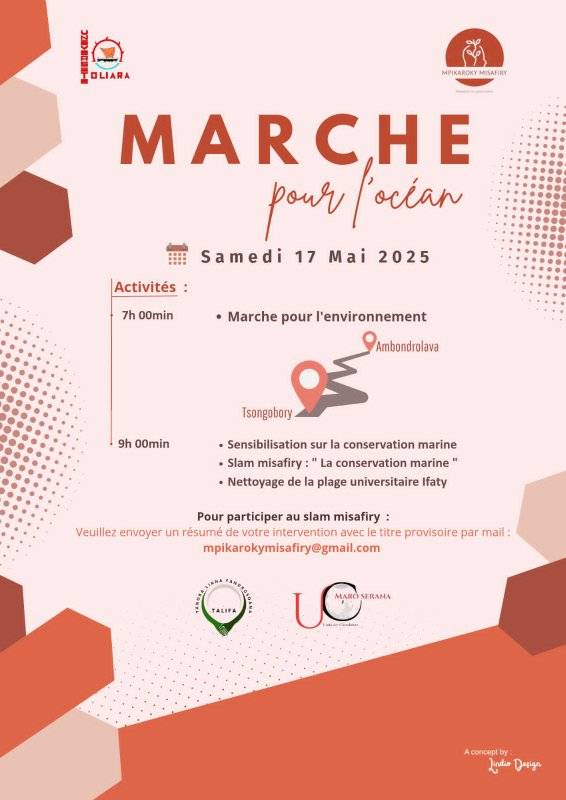 UNIVERSITE
TOLIARA
MPIKAROKY MISAFIRY
MARCHE
pour l'océan
Samedi 17 Mai 2025
Activités :
7h 00min
• Marche pour l'environnement
Ambondrolava
Tsongobory
9h 00min
• Sensibilisation sur la conservation marine
• Slam misafiry : " La conservation marine "
• Nettoyage de la plage universitaire Ifaty
Pour participer au slam misafiry :
Veuillez envoyer un résumé de votre intervention avec le titre provisoire par mail :
mpikarokymisafiry@gmail.com
TALIFA
UC
MARO SERANA
A concept by :
Lindio Design